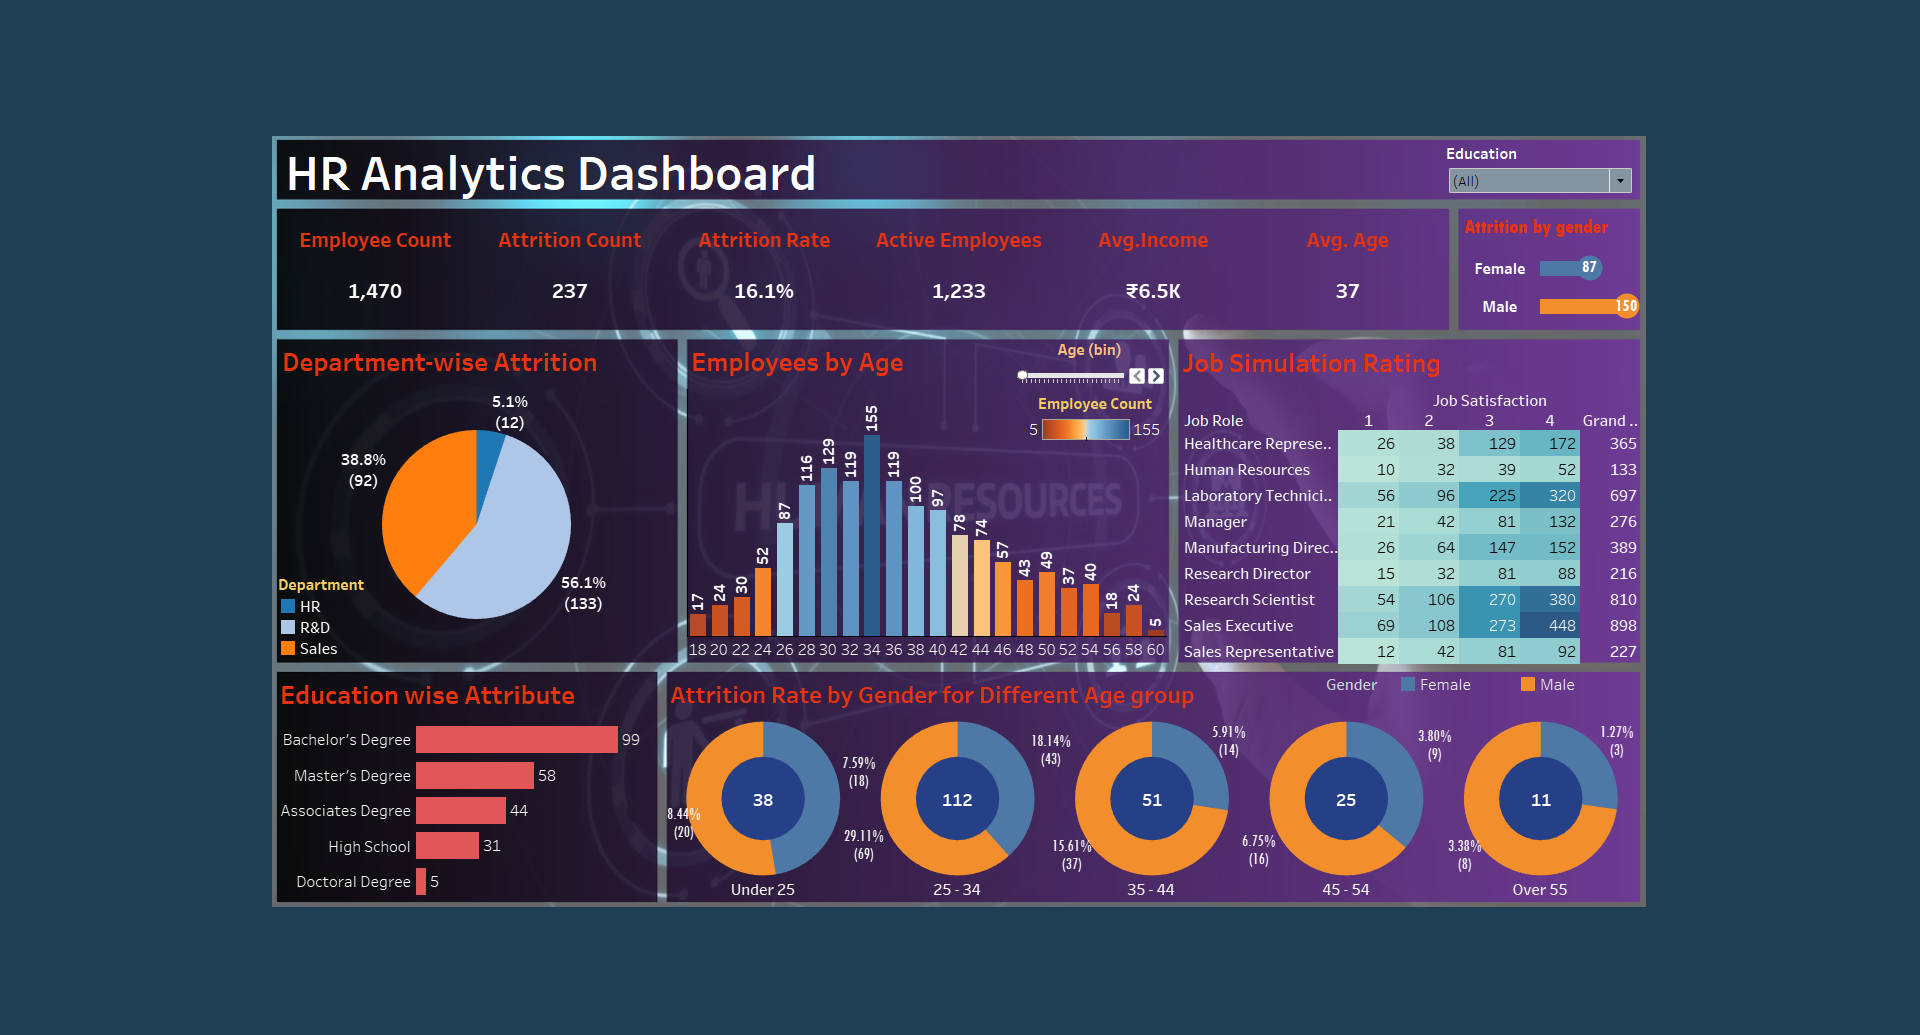 HR Analytics Dashboard
Education
(All)
Employee Count
Attrition Count
Attrition Rate
Active Employees
Avg.Income
Avg. Age
1,470
237
16.1%
1,233
₹6.5K
37
Attrition by gender
Female
87
Male
150
Department-wise Attrition
5.1%
(12)
38.8%
(92)
56.1%
(133)
Department
HR
R&D
Sales
Employees by Age
Age (bin)
Employee Count
5
155
HUMAN RESOURCES
17
24
30
52
87
116
129
119
155
119
100
97
78
74
57
43
49
37
40
18
24
5
18 20 22 24 26 28 30 32 34 36 38 40 42 44 46 48 50 52 54 56 58 60
Job Simulation Rating
Job Satisfaction
Job Role 1 2 3 4 Grand ..
Healthcare Represe.. 26 38 129 172 365
Human Resources 10 32 39 52 133
Laboratory Technici.. 56 96 225 320 697
Manager 21 42 81 132 276
Manufacturing Direc.. 26 64 147 152 389
Research Director 15 32 81 88 216
Research Scientist 54 106 270 380 810
Sales Executive 69 108 273 448 898
Sales Representative 12 42 81 92 227
Education wise Attribute
Bachelor's Degree 99
Master's Degree 58
Associates Degree 44
High School 31
Doctoral Degree 5
Attrition Rate by Gender for Different Age group
Gender
Female
Male
7.59%
(18)
38
8.44%
(20)
Under 25
18.14%
(43)
112
29.11%
(69)
25 - 34
5.91%
(14)
51
15.61%
(37)
35 - 44
3.80%
(9)
25
6.75%
(16)
45 - 54
1.27%
(3)
11
3.38%
(8)
Over 55